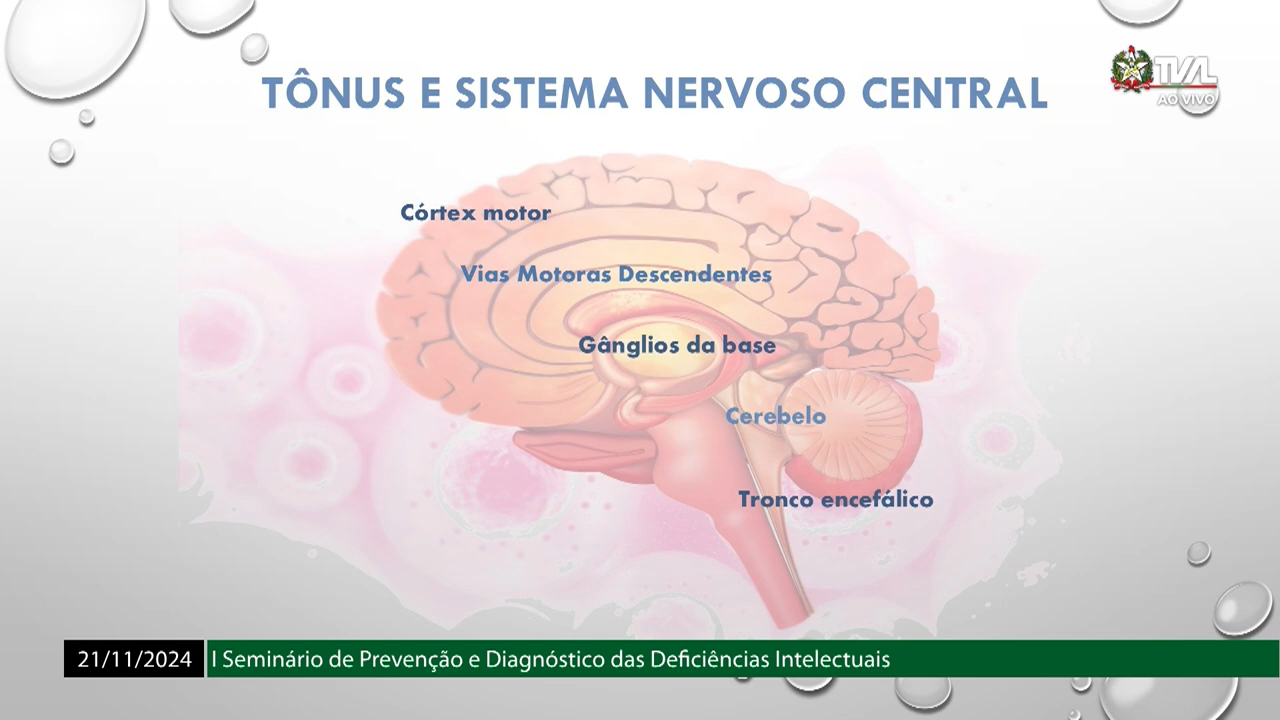 TÔNUS E SISTEMA NERVOSO CENTRAL
TVAL
AO VIVO
Córtex motor
Vias Motoras Descendentes
Gânglios da base
Cerebelo
Tronco encefálico
21/11/2024
I Seminário de Prevenção e Diagnóstico das Deficiências Intelectuais